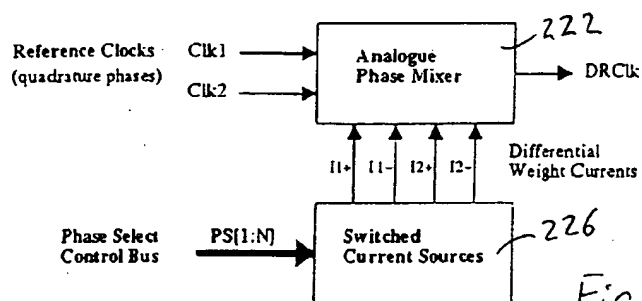 222
Reference Clocks Clk1
(quadrature phases)
Clk2
Analogue
Phase Mixer
DRClk
I1+ I1- I2+ I2-
Differential
Weight Currents
226
Phase Select
Control Bus
PS[1:N]
Switched
Current Sources
Fig